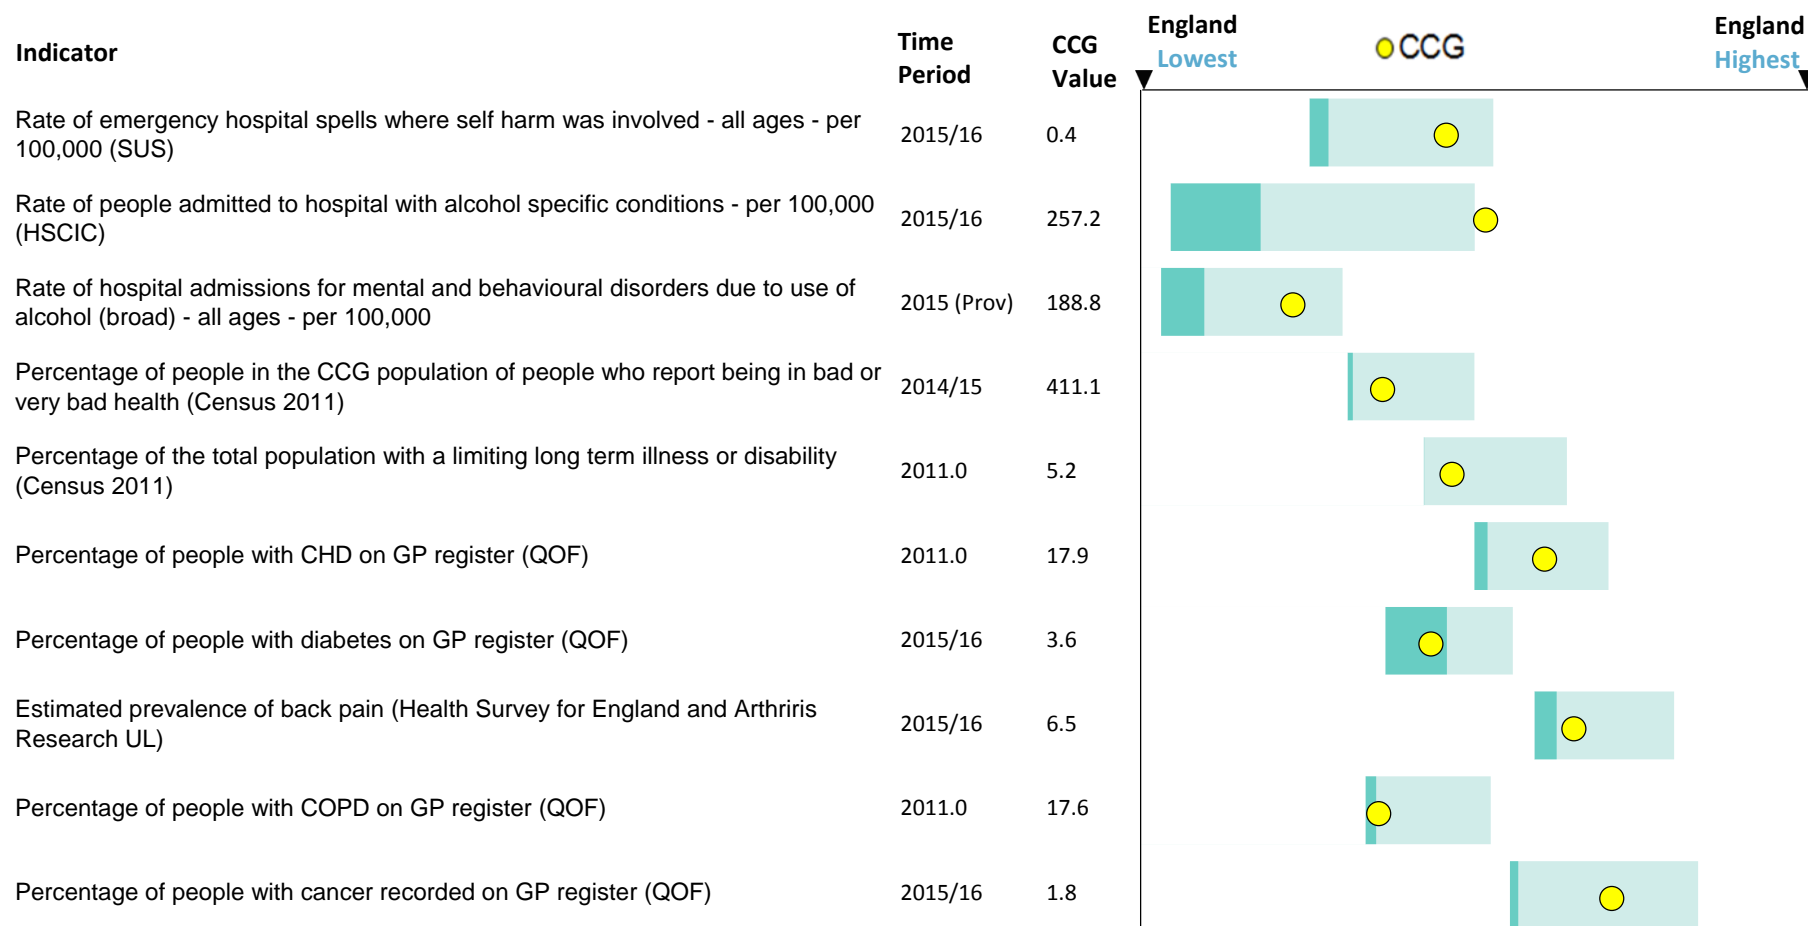 Indicator
Time
Period
CCG
Value
England
Lowest
CCG
England
Highest
Rate of emergency hospital spells where self harm was involved - all ages - per
100,000 (SUS)
2015/16
0.4
Rate of people admitted to hospital with alcohol specific conditions - per 100,000
(HSCIC)
2015/16
257.2
Rate of hospital admissions for mental and behavioural disorders due to use of
alcohol (broad) - all ages - per 100,000
2015 (Prov)
188.8
Percentage of people in the CCG population of people who report being in bad or
very bad health (Census 2011)
2014/15
411.1
Percentage of the total population with a limiting long term illness or disability
(Census 2011)
2011.0
5.2
Percentage of people with CHD on GP register (QOF)
2011.0
17.9
Percentage of people with diabetes on GP register (QOF)
2015/16
3.6
Estimated prevalence of back pain (Health Survey for England and Arthriris
Research UL)
2015/16
6.5
Percentage of people with COPD on GP register (QOF)
2011.0
17.6
Percentage of people with cancer recorded on GP register (QOF)
2015/16
1.8